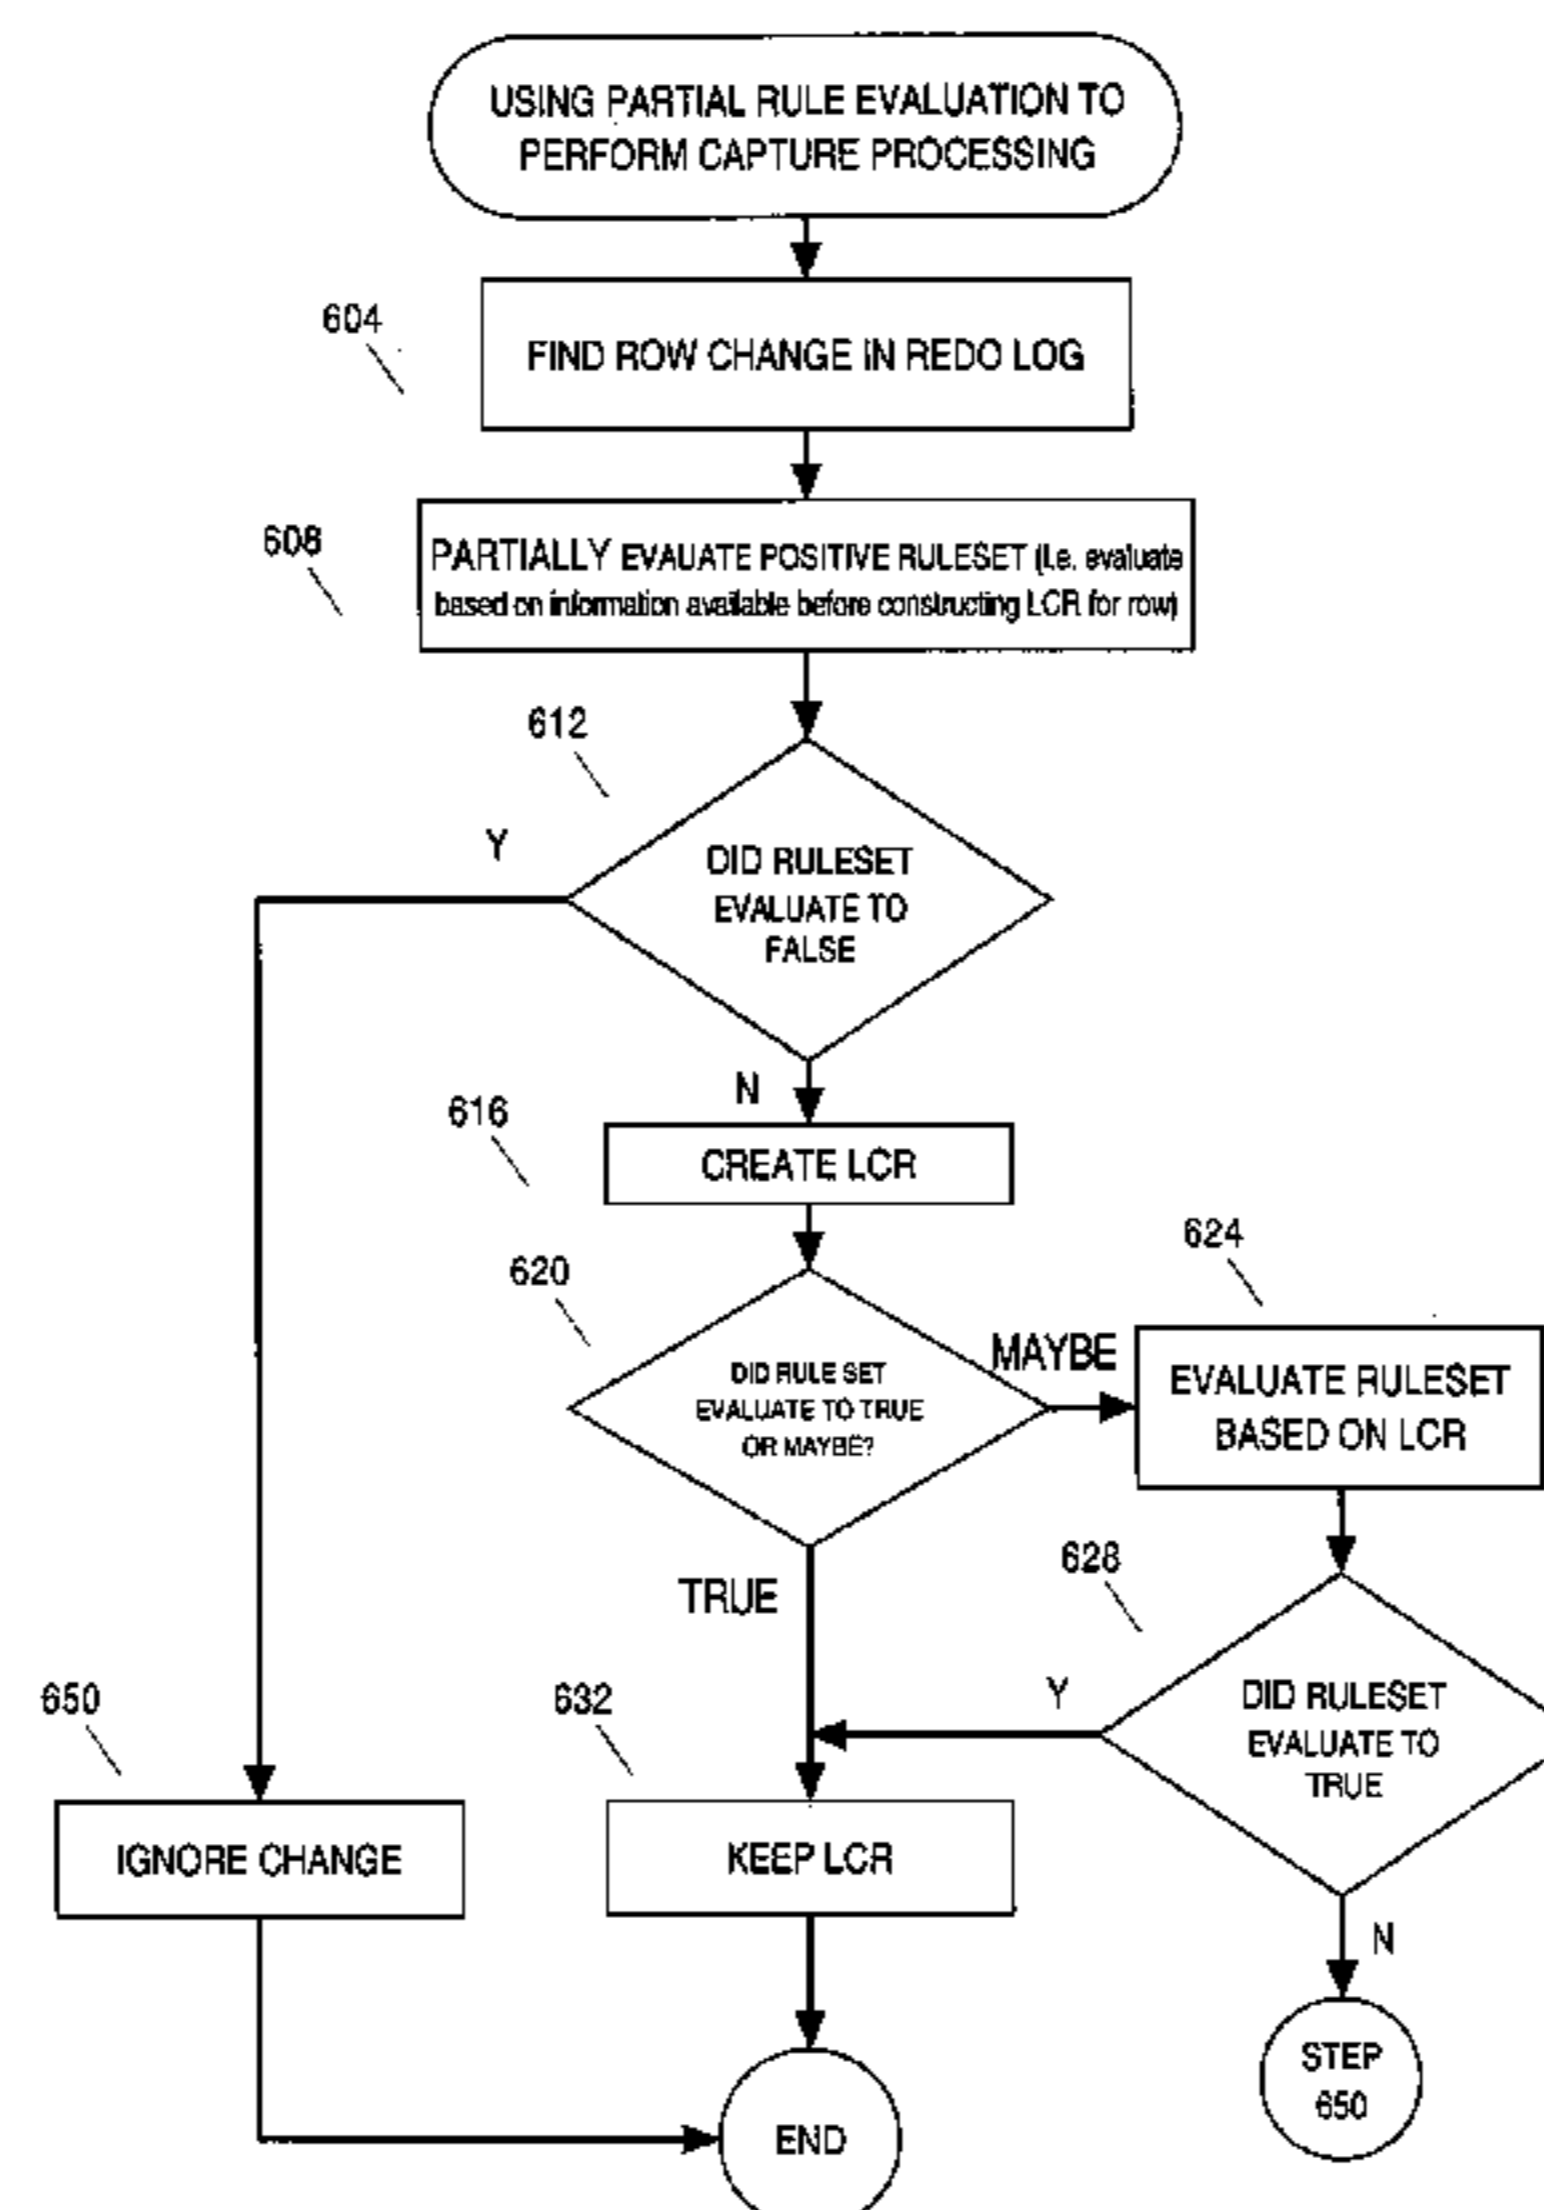 USING PARTIAL RULE EVALUATION TO
PERFORM CAPTURE PROCESSING
604
FIND ROW CHANGE IN REDO LOG
608
PARTIALLY EVAUATE POSITIVE RULESET (i.e. evaluate
based on information available before constructing LCR for row)
612
Y
DID RULESET
EVALUATE TO
FALSE
N
616
CREATE LCR
624
620
MAYBE
DID RULE SET
EVALUATE TO TRUE
OR MAYBE?
EVALUATE RULESET
BASED ON LCR
628
TRUE
650
632
Y
DID RULESET
EVALUATE TO
TRUE
IGNORE CHANGE
KEEP LCR
N
STEP
650
END